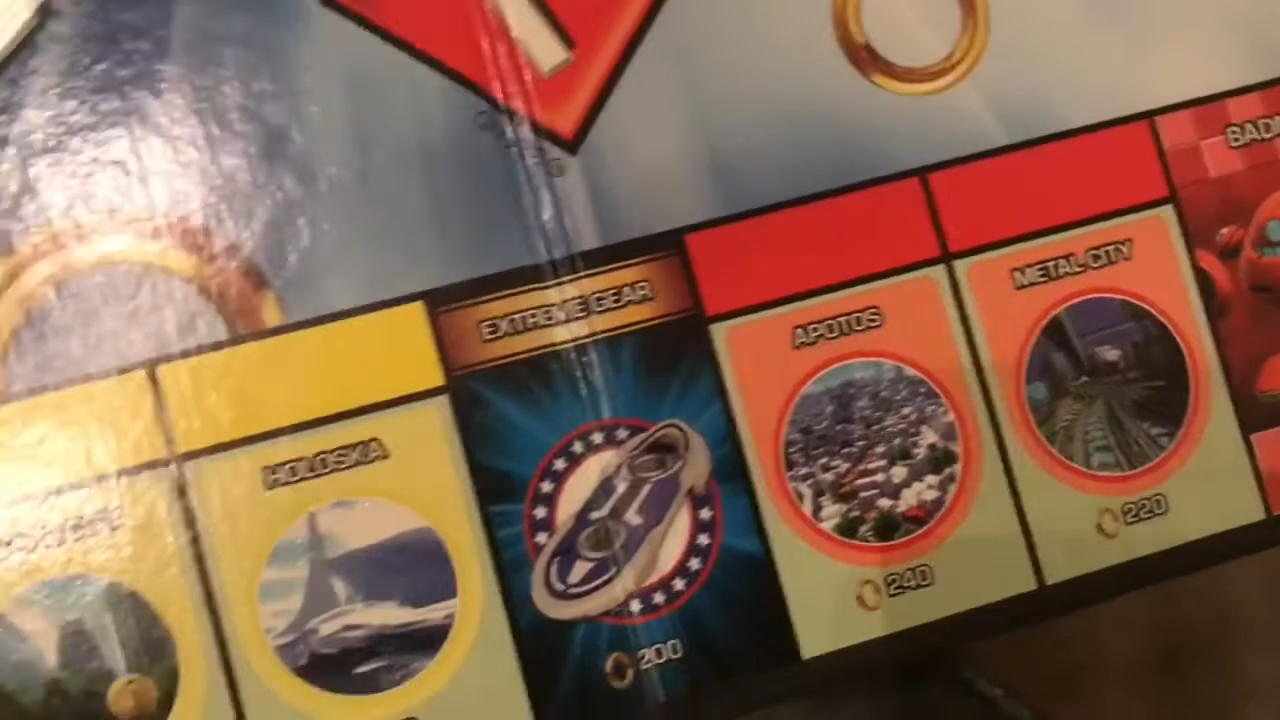 EXTREME GEAR
200
HOLOSKA
APOTOS
240
METAL CITY
220